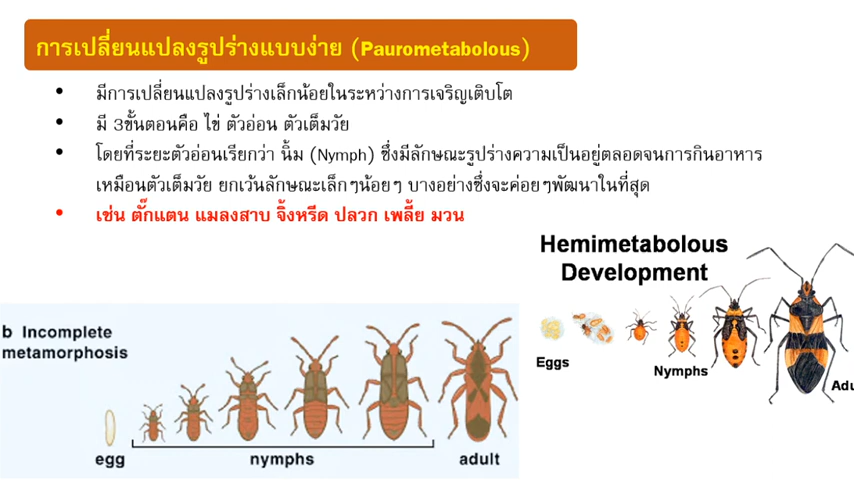 การเปลี่ยนแปลงรูปร่างแบบง่าย (Paurometabolous)
• มีการเปลี่ยนแปลงรูปร่างเล็กน้อยในระหว่างการเจริญเติบโต
• มี 3ขั้นตอนคือ ไข่ ตัวอ่อน ตัวเต็มวัย
• โดยที่ระยะตัวอ่อนเรียกว่า นิ้ม (Nymph) ซึ่งมีลักษณะรูปร่างความเป็นอยู่ตลอดจนการกินอาหาร
เหมือนตัวเต็มวัย ยกเว้นลักษณะเล็กๆน้อยๆ บางอย่างซึ่งจะค่อยๆพัฒนาในที่สุด
• เช่น ตั๊กแตน แมลงสาบ จิ้งหรีด ปลวก เพลี้ย มวน
Hemimetabolous
Development
Eggs
Nymphs
Adu
b Incomplete
metamorphosis
egg
nymphs
adult